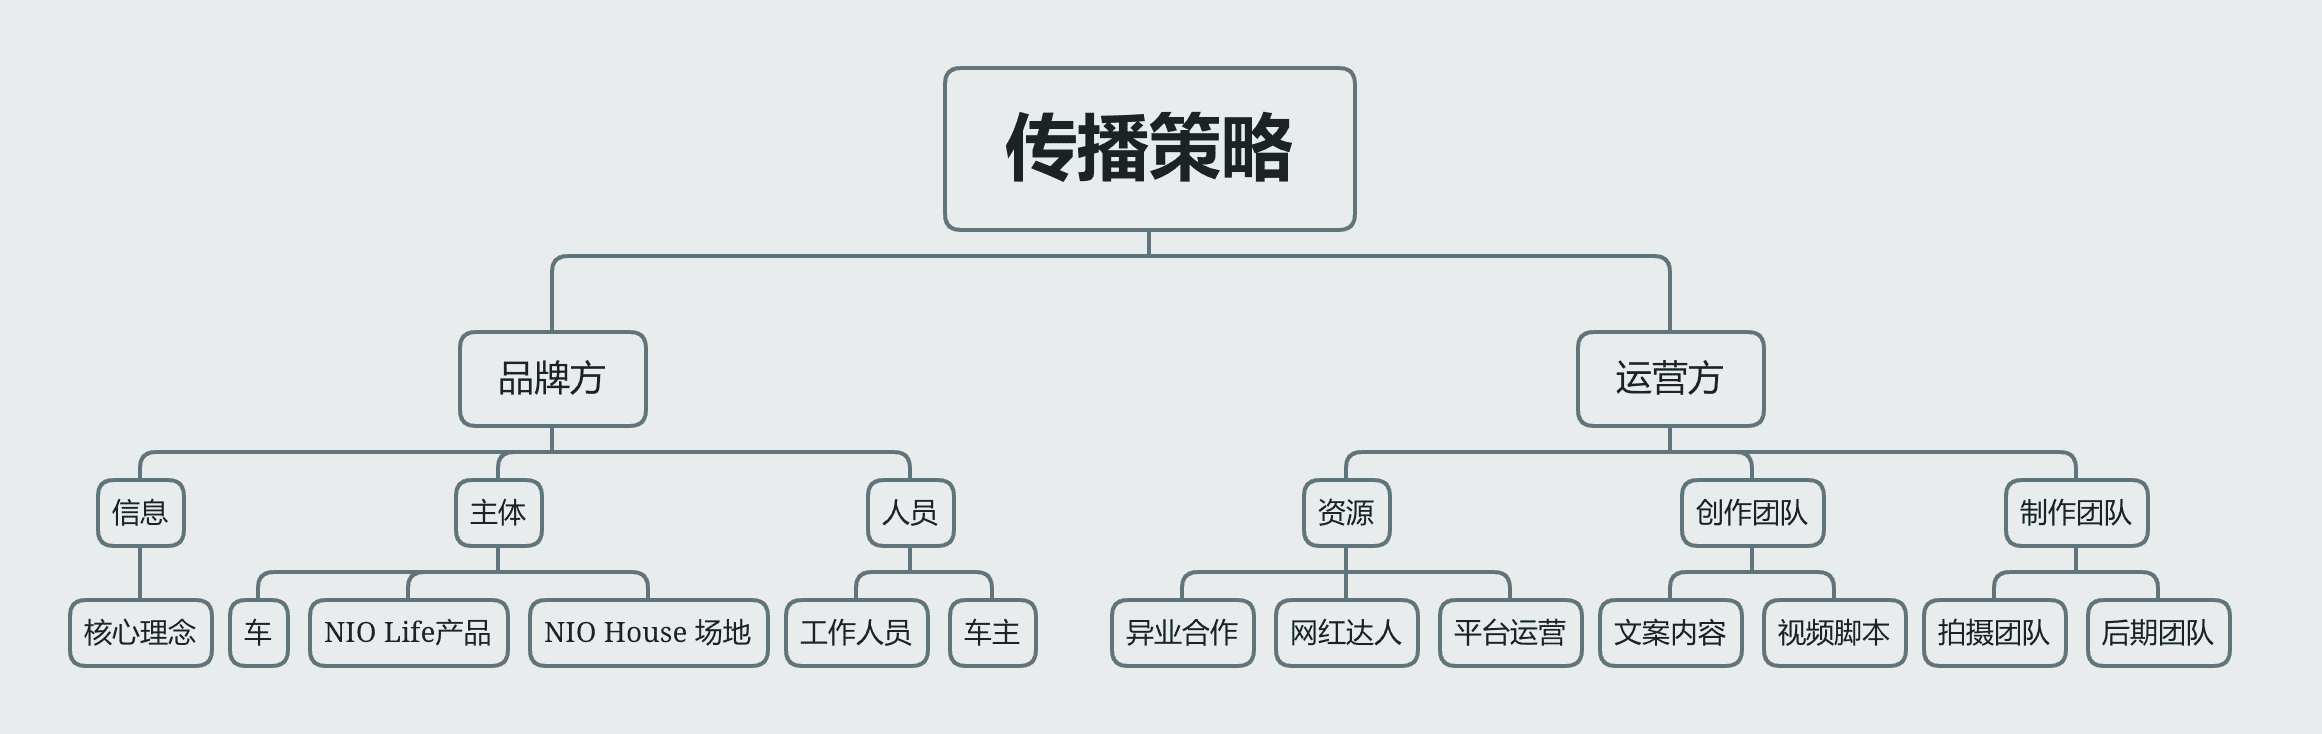 传播策略
品牌方
运营方
信息
主体
人员
资源
创作团队
制作团队
核心理念
车
NIO Life产品
NIO House 场地
工作人员
车主
异业合作
网红达人
平台运营
文案内容
视频脚本
拍摄团队
后期团队